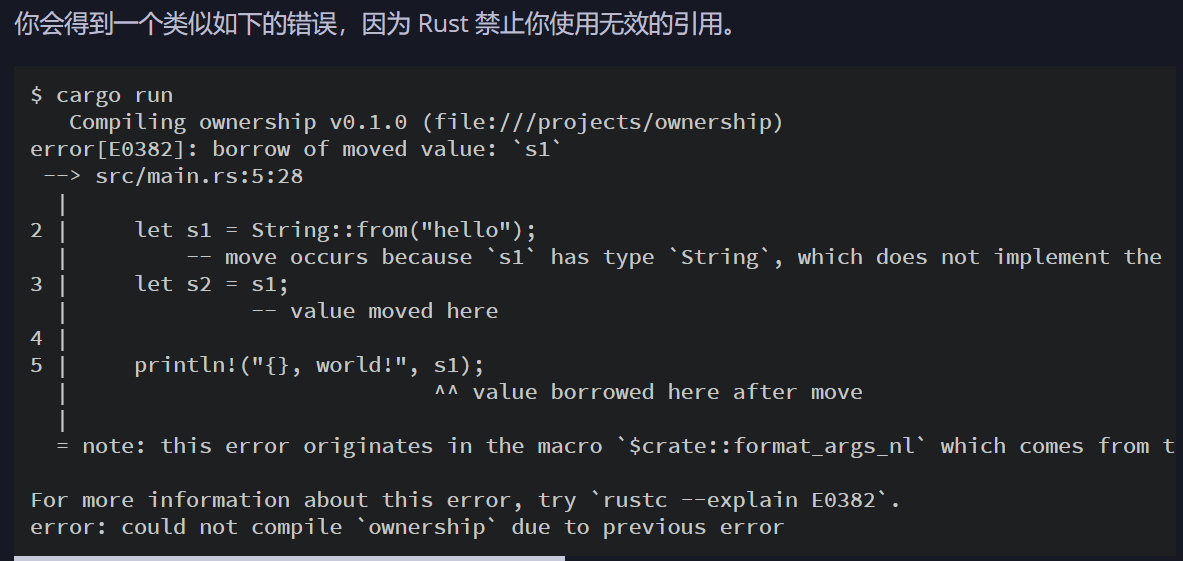 你会得到一个类似如下的错误，因为 Rust 禁止你使用无效的引用。
$ cargo run
   Compiling ownership v0.1.0 (file:///projects/ownership)
error[E0382]: borrow of moved value: `s1`
 --> src/main.rs:5:28
  |
2 |     let s1 = String::from("hello");
  |         -- move occurs because `s1` has type `String`, which does not implement the
3 |     let s2 = s1;
  |              -- value moved here
4 |
5 |     println!("{}, world!", s1);
  |                            ^^ value borrowed here after move
  |
  = note: this error originates in the macro `$crate::format_args_nl` which comes from t
For more information about this error, try `rustc --explain E0382`.
error: could not compile `ownership` due to previous error